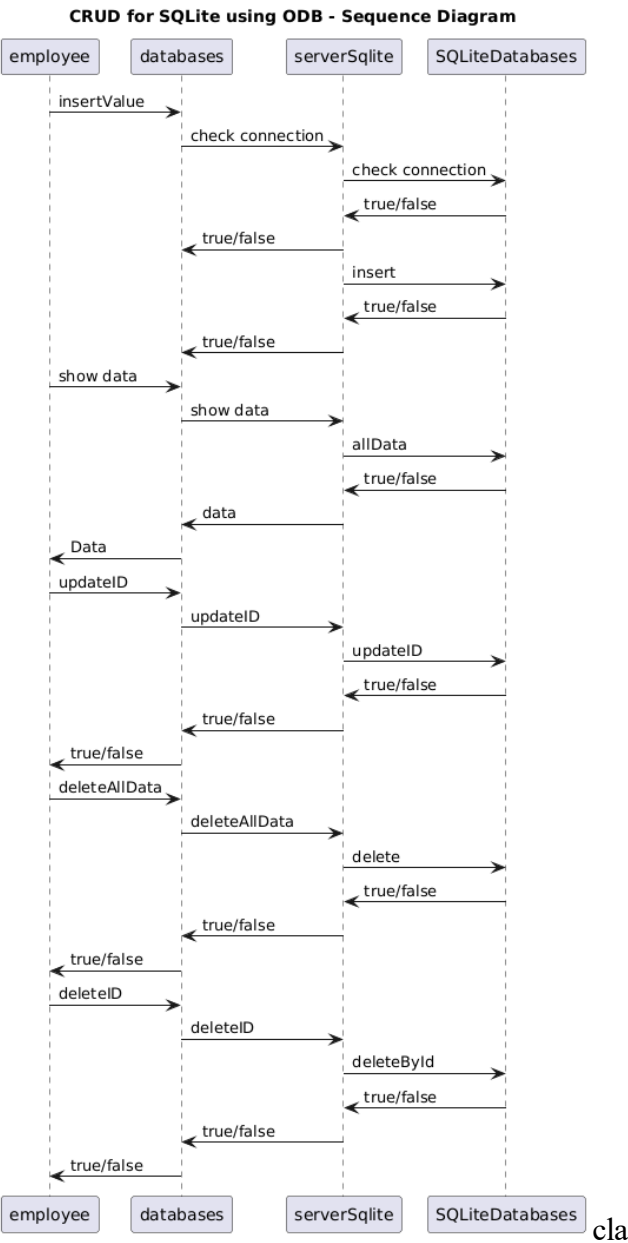 CRUD for SQLite using ODB - Sequence Diagram
employee databases serverSqlite SQLiteDatabases
insertValue
check connection
check connection
true/false
true/false
insert
true/false
true/false
show data
show data
allData
true/false
data
Data
updateID
updateID
updateID
true/false
true/false
true/false
deleteAllData
deleteAllData
delete
true/false
true/false
true/false
deleteID
deleteID
deleteById
true/false
true/false
true/false
employee databases serverSqlite SQLiteDatabases
cla